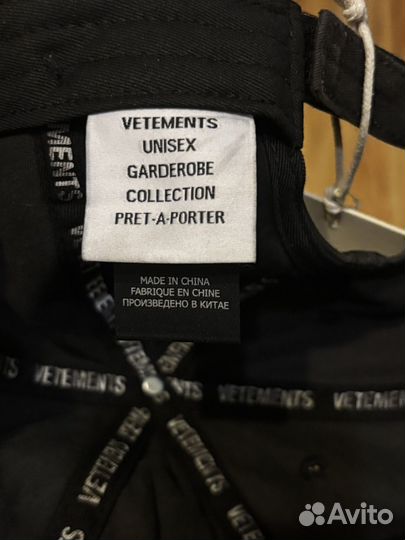 VETEMENTS
UNISEX
GARDEROBE
COLLECTION
PRET-A-PORTER
MADE IN CHINA
FABRIQUE EN CHINE
ПРОИЗВЕДЕНО В КИТАЕ
VETEMENTS
VETEMENTS
VETEMENTS
VETEMENTS
VETEMENTS
Avito